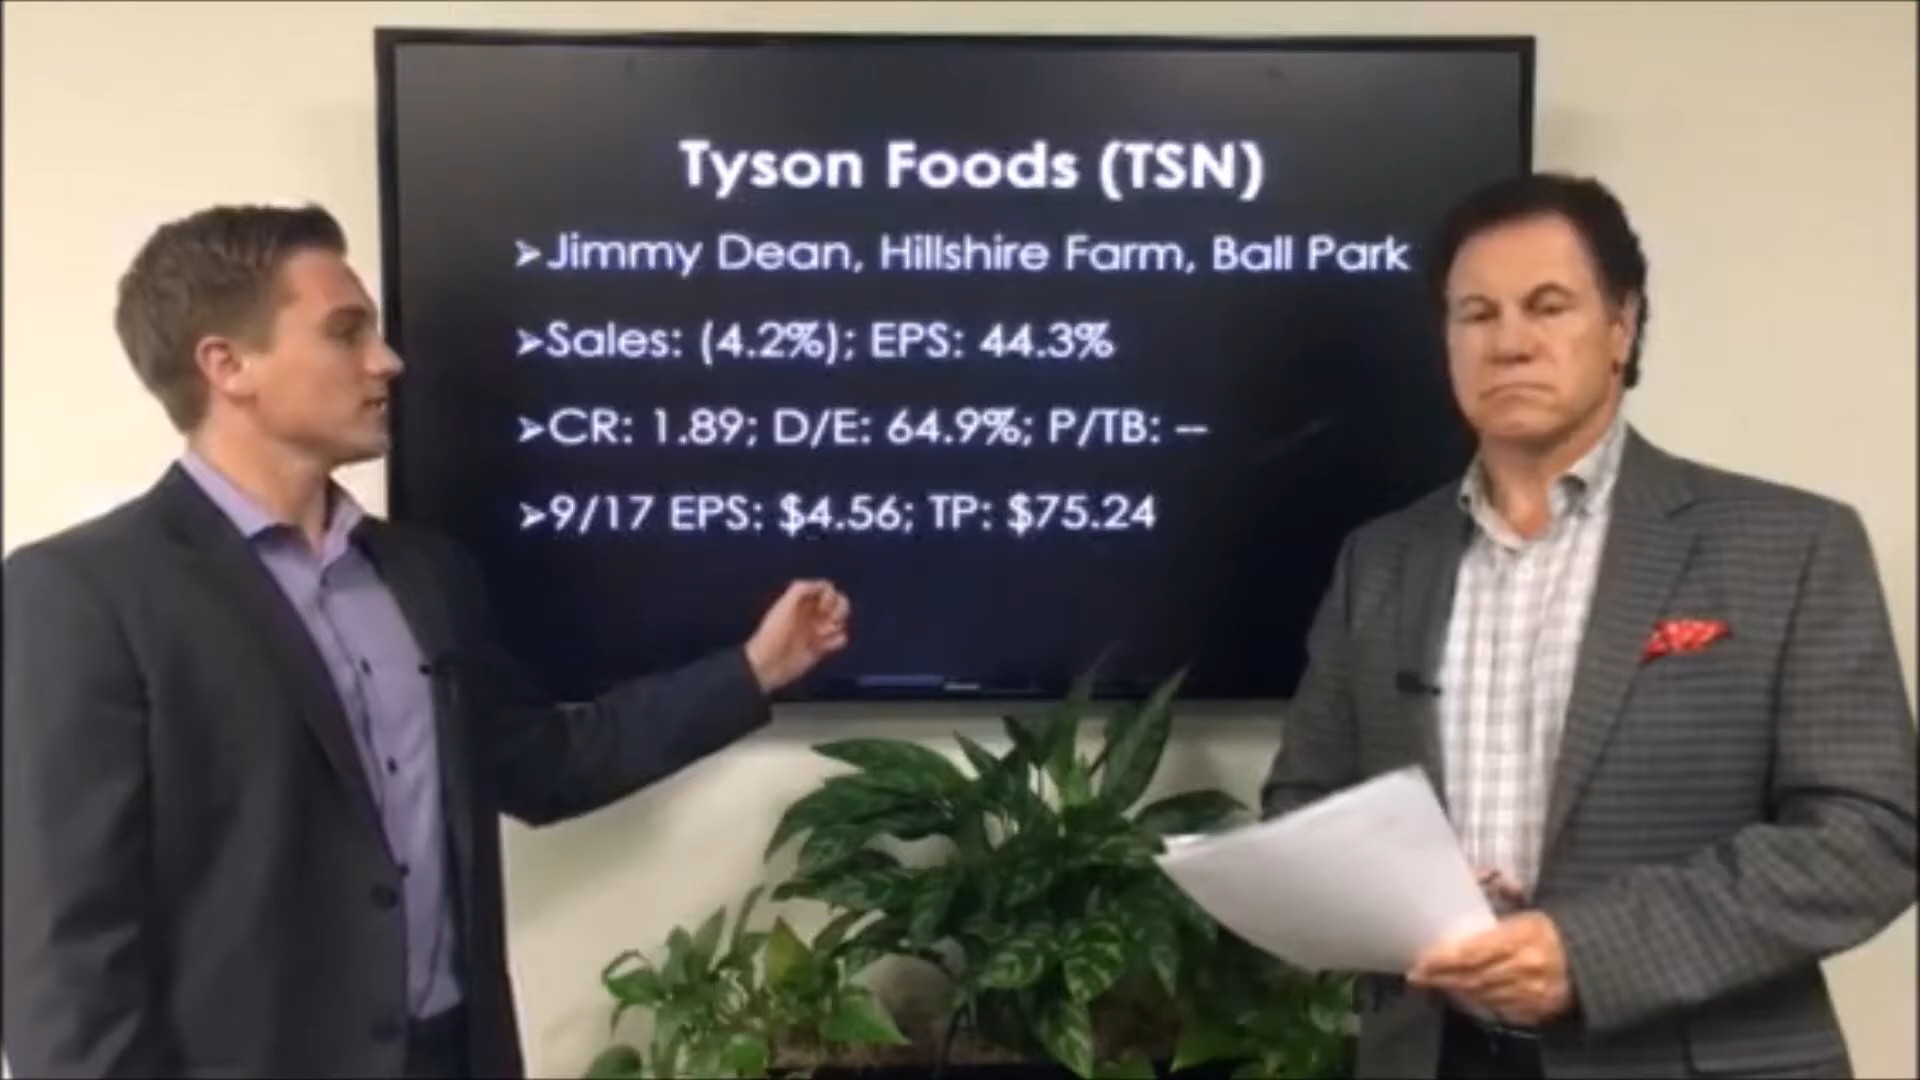 Tyson Foods (TSN)
➢Jimmy Dean, Hillshire Farm, Ball Park
➢Sales: (4.2%); EPS: 44.3%
➢CR: 1.89; D/E: 64.9%; P/TB: --
➢9/17 EPS: $4.56; TP: $75.24